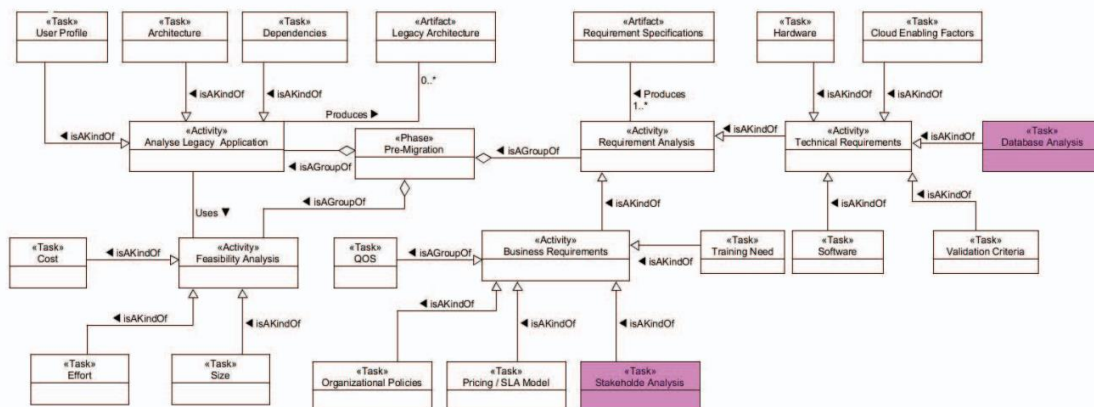 «Task»
User Profile
«Task»
Architecture
«Task»
Dependencies
«Artifact»
Legacy Architecture
«Artifact»
Requirement Specifications
«Task»
Hardware
«Task»
Cloud Enabling Factors
◄ isAKindOf
◄ isAKindOf
0..*
Produces ►
◄ Produces
1..*
◄ isAKindOf
◄ isAKindOf
◄ isAKindOf
«Activity»
Analyse Legacy Application
«Phase»
Pre-Migration
◄ isAGroupOf
◄ isAGroupOf
«Activity»
Requirement Analysis
◄ isAKindOf
«Activity»
Technical Requirements
◄ isAKindOf
«Task»
Database Analysis
◄ isAGroupOf
Uses ▼
◄ isAKindOf
◄ isAKindOf
◄ isAKindOf
«Task»
Cost
◄ isAKindOf
«Activity»
Feasibility Analysis
«Task»
QOS
◄ isAGroupOf
«Activity»
Business Requirements
◄ isAKindOf
«Task»
Training Need
«Task»
Software
«Task»
Validation Criteria
◄ isAKindOf
◄ isAKindOf
◄ isAKindOf
◄ isAKindOf
◄ isAKindOf
«Task»
Effort
«Task»
Size
«Task»
Organizational Policies
«Task»
Pricing / SLA Model
«Task»
Stakeholde Analysis